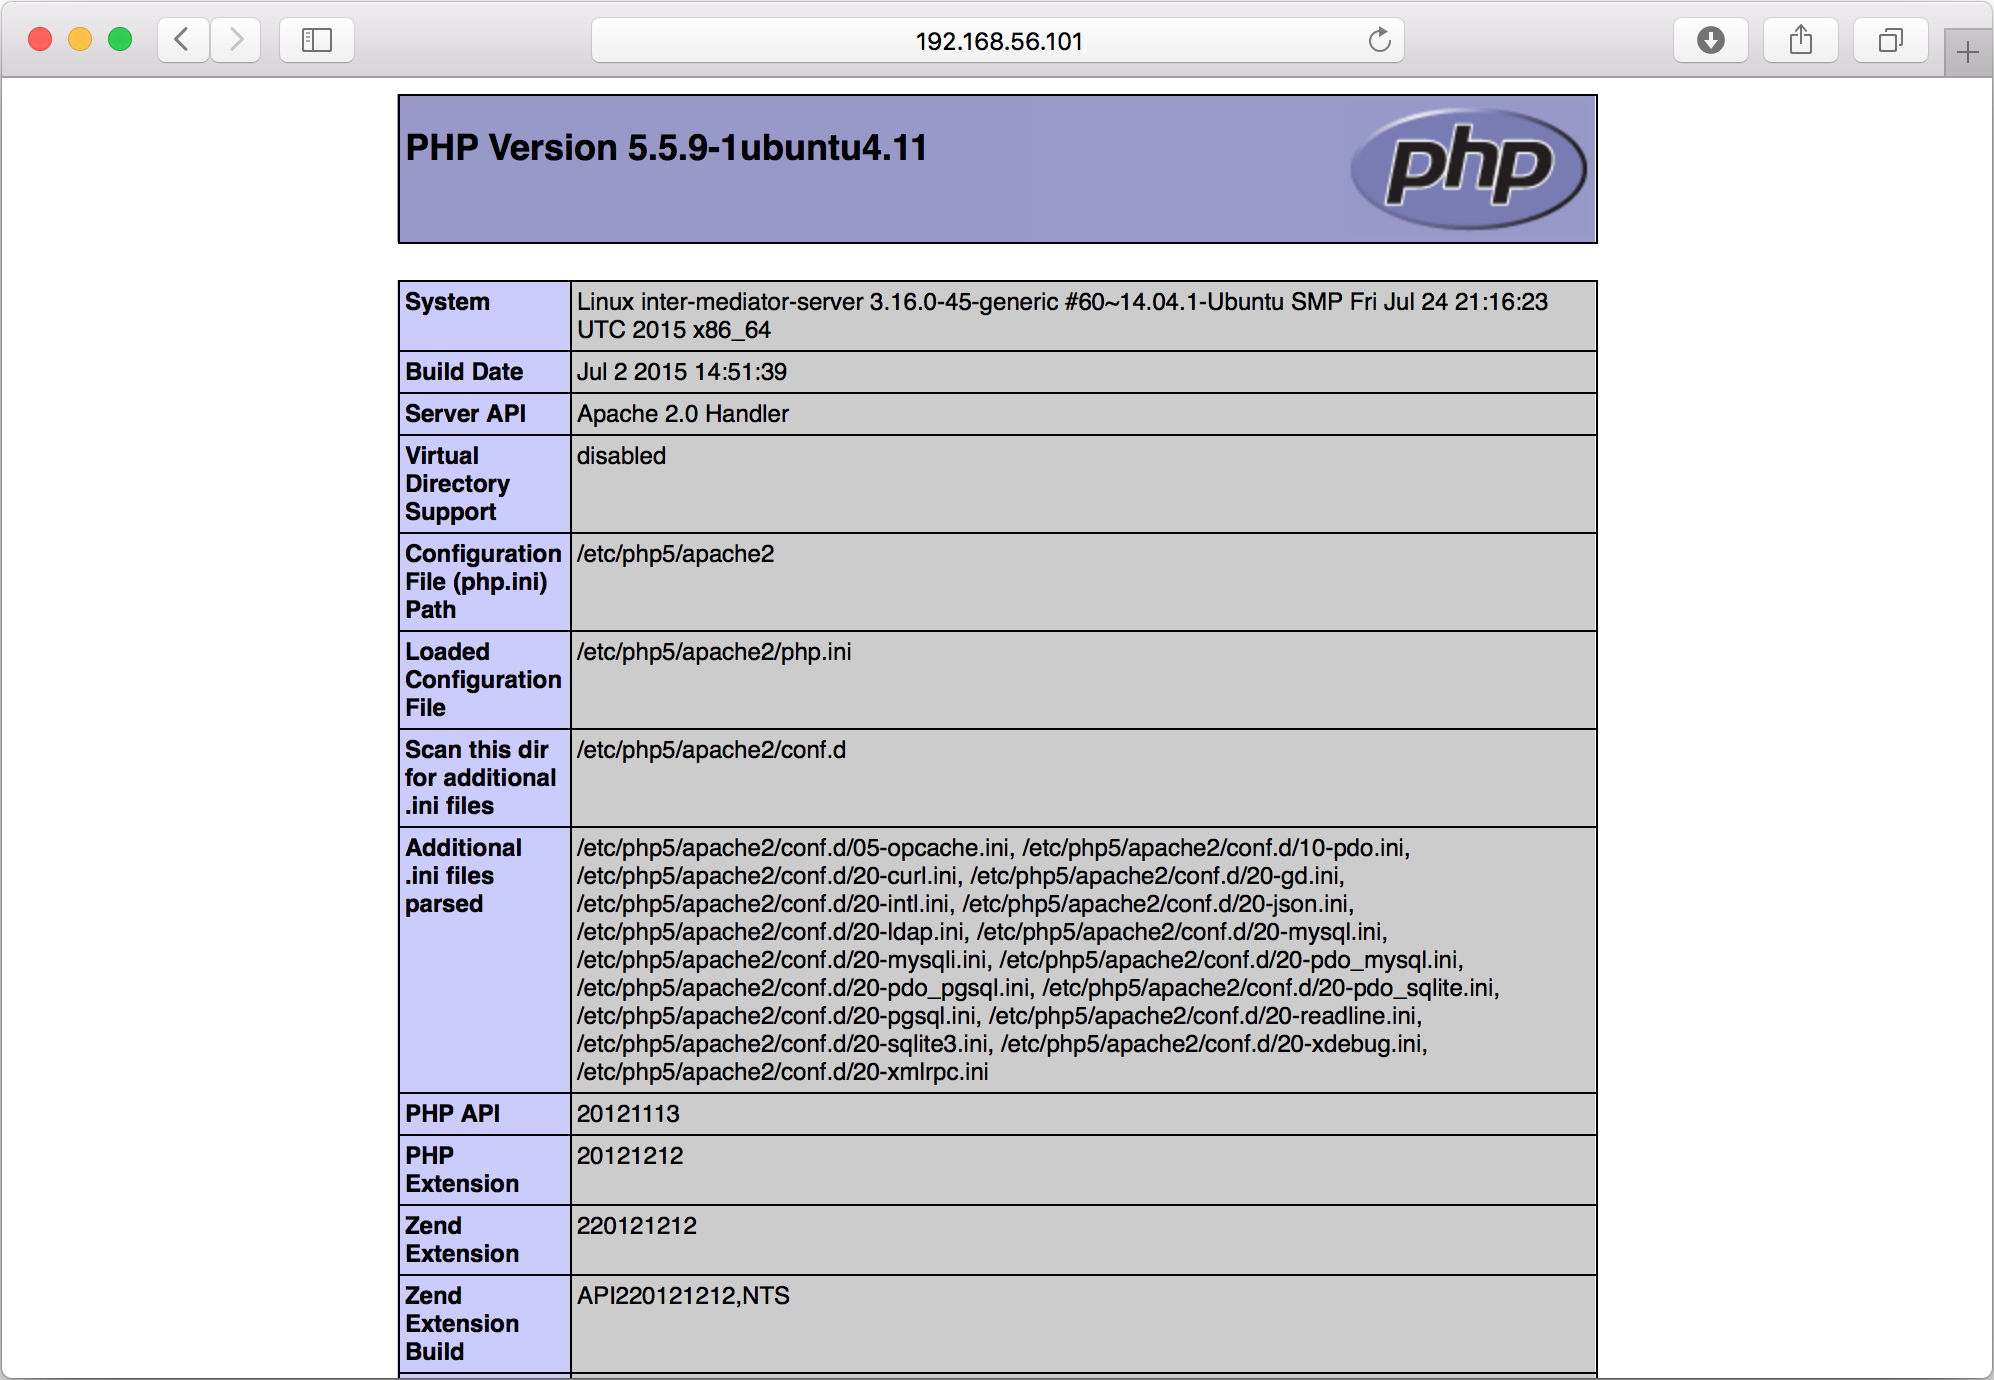 192.168.56.101
PHP Version 5.5.9-1ubuntu4.11
php
System
Linux inter-mediator-server 3.16.0-45-generic #60~14.04.1-Ubuntu SMP Fri Jul 24 21:16:23
UTC 2015 x86_64
Build Date
Jul 2 2015 14:51:39
Server API
Apache 2.0 Handler
Virtual
Directory
Support
disabled
Configuration
File (php.ini)
Path
/etc/php5/apache2
Loaded
Configuration
File
/etc/php5/apache2/php.ini
Scan this dir
for additional
.ini files
/etc/php5/apache2/conf.d
Additional
.ini files
parsed
/etc/php5/apache2/conf.d/05-opcache.ini, /etc/php5/apache2/conf.d/10-pdo.ini,
/etc/php5/apache2/conf.d/20-curl.ini, /etc/php5/apache2/conf.d/20-gd.ini,
/etc/php5/apache2/conf.d/20-intl.ini, /etc/php5/apache2/conf.d/20-json.ini,
/etc/php5/apache2/conf.d/20-ldap.ini, /etc/php5/apache2/conf.d/20-mysql.ini,
/etc/php5/apache2/conf.d/20-mysqli.ini, /etc/php5/apache2/conf.d/20-pdo_mysql.ini,
/etc/php5/apache2/conf.d/20-pdo_pgsql.ini, /etc/php5/apache2/conf.d/20-pdo_sqlite.ini,
/etc/php5/apache2/conf.d/20-pgsql.ini, /etc/php5/apache2/conf.d/20-readline.ini,
/etc/php5/apache2/conf.d/20-sqlite3.ini, /etc/php5/apache2/conf.d/20-xdebug.ini,
/etc/php5/apache2/conf.d/20-xmlrpc.ini
PHP API
20121113
PHP
Extension
20121212
Zend
Extension
220121212
Zend
Extension
Build
API220121212,NTS